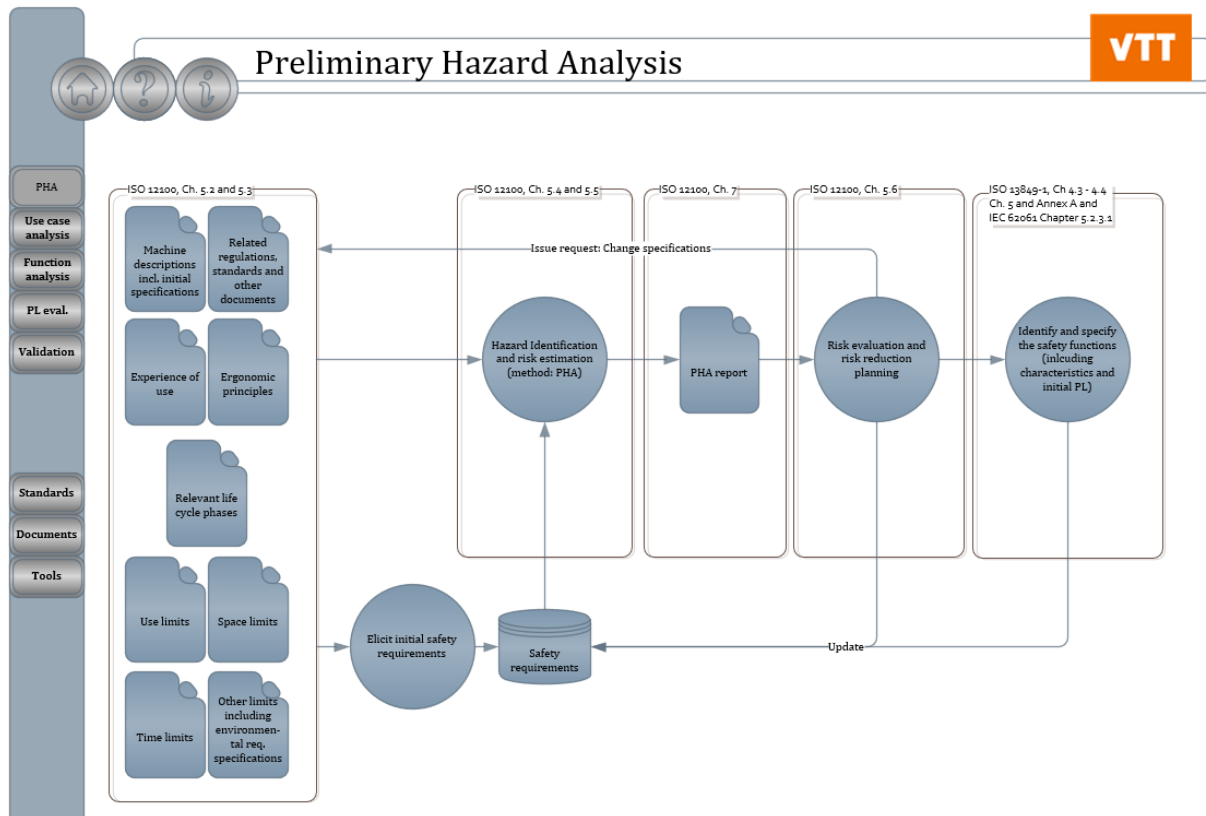 Preliminary Hazard Analysis
VTT
PHA
Use case
analysis
Function
analysis
PL eval.
Validation
Standards
Documents
Tools
ISO 12100, Ch. 5.2 and 5.3
Machine
descriptions
incl. initial
specifications
Related
regulations,
standards and
other
documents
Experience of
use
Ergonomic
principles
Relevant life
cycle phases
Use limits
Space limits
Time limits
Other limits
including
environmen-
tal req.
specifications
ISO 12100, Ch. 5.4 and 5.5
ISO 12100, Ch. 7
ISO 12100, Ch. 5.6
ISO 13849-1, Ch 4.3 - 4.4
Ch. 5 and Annex A and
IEC 62061 Chapter 5.2.3.1
Issue request: Change specifications
Hazard Identification
and risk estimation
(method: PHA)
PHA report
Risk evaluation and
risk reduction
planning
Identify and specify
the safety functions
(inlcuding
characteristics and
initial PL)
Elicit initial safety
requirements
Safety
requirements
Update